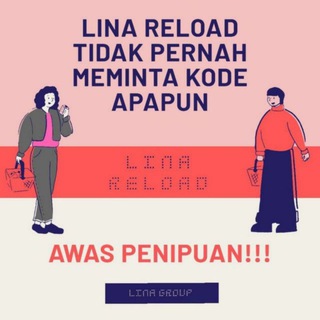 LINA RELOAD
TIDAK PERNAH
MEMINTA KODE
APAPUN
LINA
RELOAD
AWAS PENIPUAN!!!
LINA GROUP